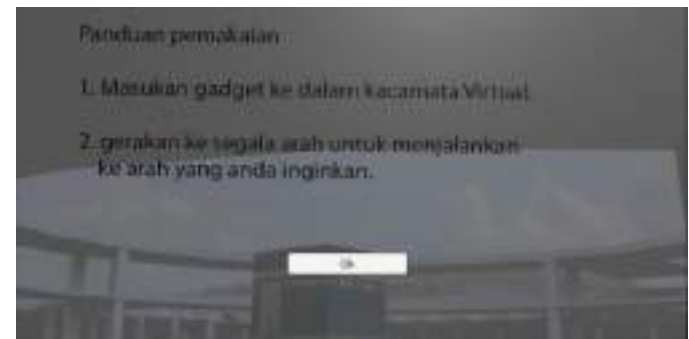 Panduan pemakaian
1. Masukan gadget ke dalam kacamata Virtual.
2. gerakan ke segala arah untuk menjalankan
ke arah yang anda inginkan.
Ok